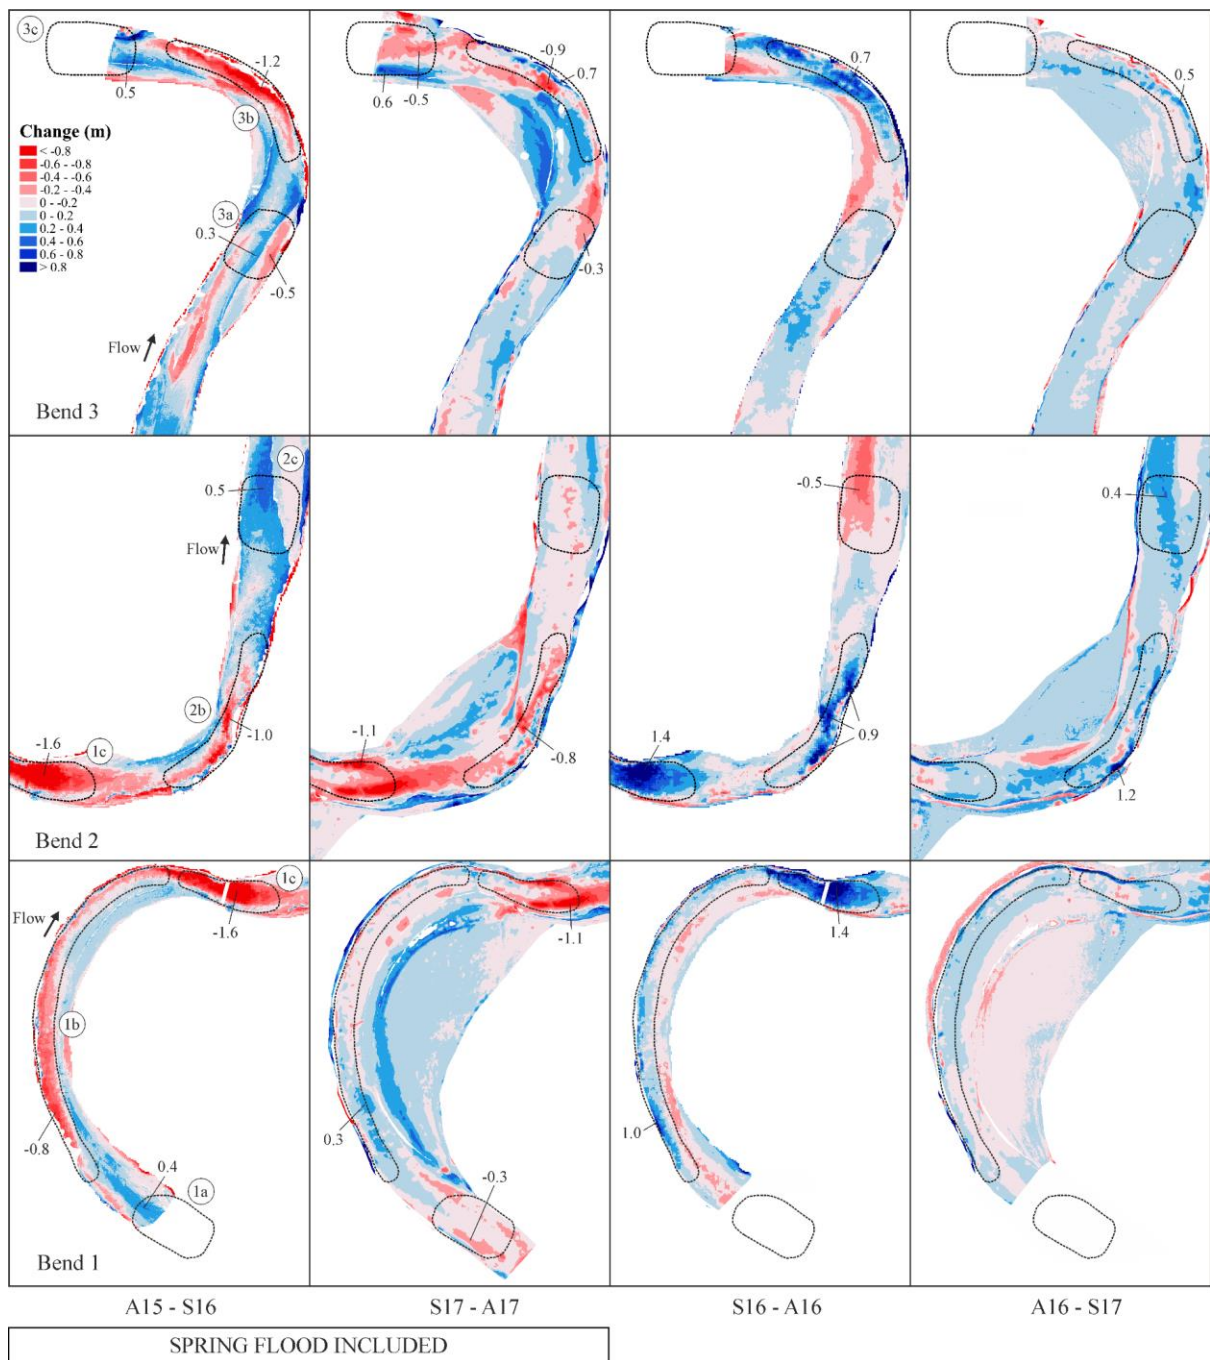 3c
-1.2
0.5
3b
Change (m)
< -0.8
-0.6 - -0.8
-0.4 - -0.6
-0.2 - -0.4
0 - -0.2
0 - 0.2
0.2 - 0.4
0.4 - 0.6
0.6 - 0.8
> 0.8
3a
0.3
-0.5
Flow
Bend 3
-0.9
0.7
0.6
-0.5
-0.3
0.7
0.5
2c
0.5
Flow
2b
-1.0
-1.6
1c
Bend 2
-1.1
-0.8
-0.5
1.4
0.9
0.4
1.2
1c
Flow
-1.6
1b
-0.8
0.4
1a
Bend 1
-1.1
0.3
-0.3
1.4
1.0
A15 - S16
S17 - A17
S16 - A16
A16 - S17
SPRING FLOOD INCLUDED